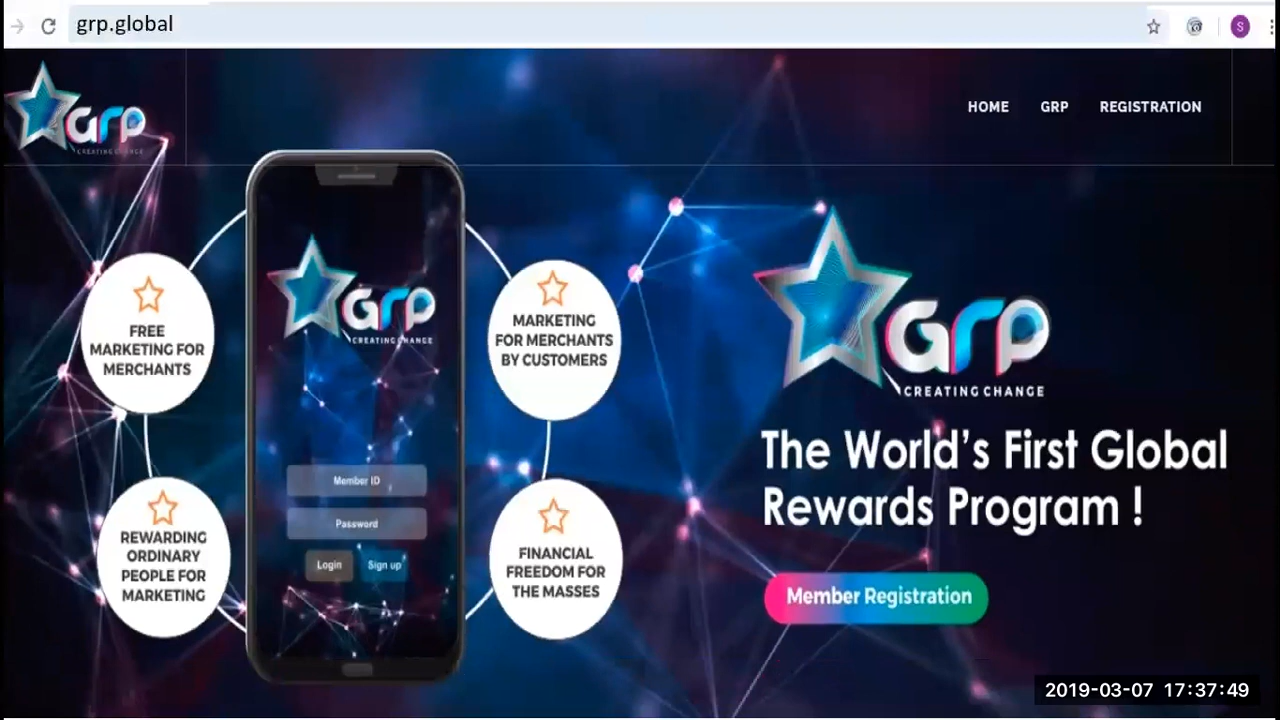 grp.global
S
GRP
CREATING CHANGE
HOME GRP REGISTRATION
FREE
MARKETING FOR
MERCHANTS
GRP
CREATING CHANGE
MARKETING
FOR MERCHANTS
BY CUSTOMERS
GRP
CREATING CHANGE
The World's First Global
Rewards Program !
Member ID
Password
Login Sign up
REWARDING
ORDINARY
PEOPLE FOR
MARKETING
FINANCIAL
FREEDOM FOR
THE MASSES
Member Registration
2019-03-07 17:37:49